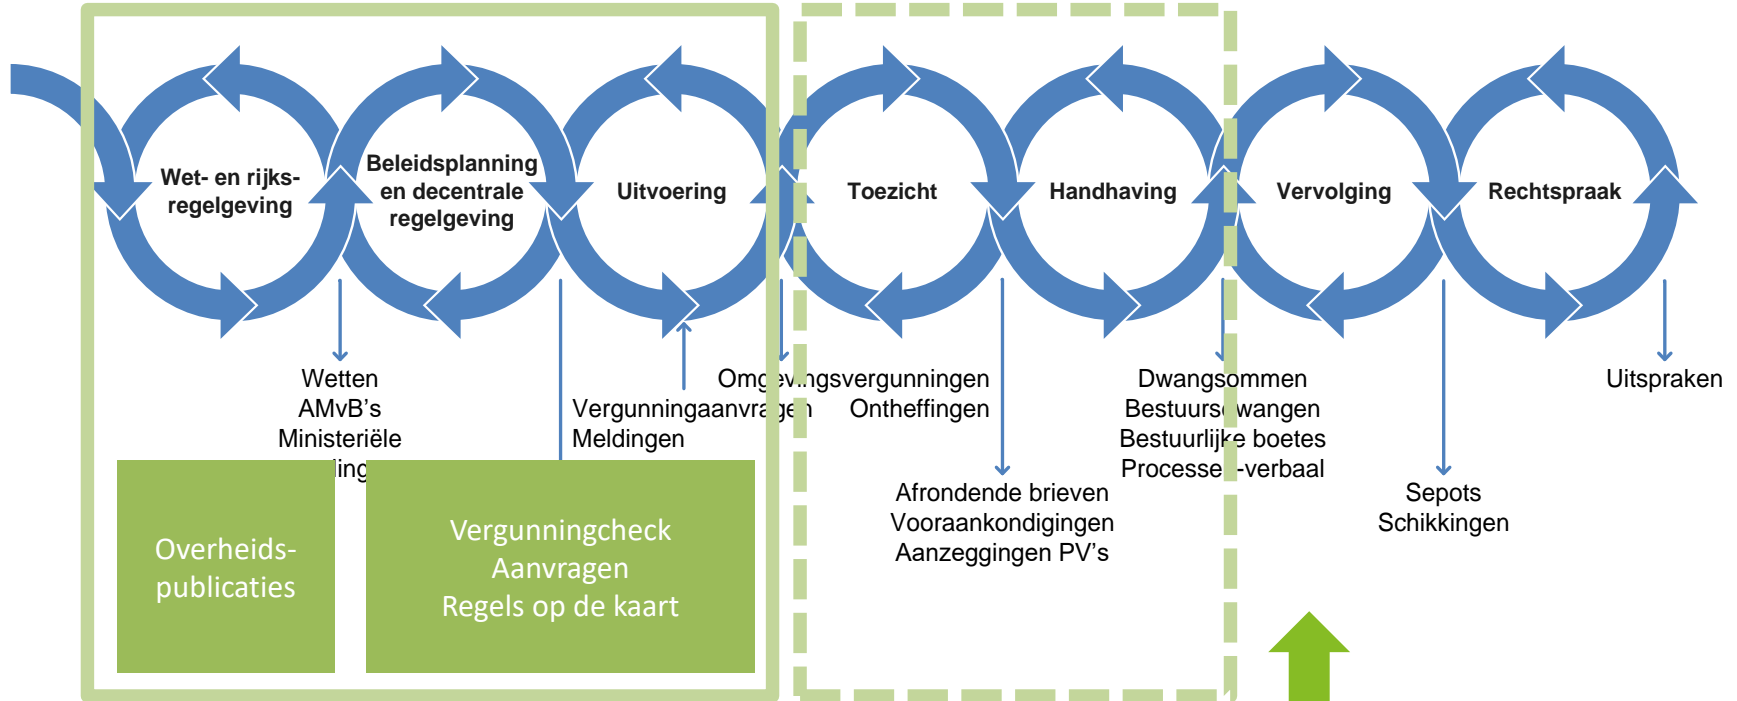 Wet- en rijks-
regelgeving
Beleidsplanning
en decentrale
regelgeving
Uitvoering
Toezicht
Handhaving
Vervolging
Rechtspraak
Wetten
AMvB's
Ministeriële
Vergunningaanvragen
Meldingen
Omgevingsvergunningen
Ontheffingen
Afrondende brieven
Vooraankondigingen
Aanzeggingen PV's
Dwangsommen
Bestuursdwangen
Bestuurlijke boetes
Processen-verbaal
Sepots
Schikkingen
Uitspraken
Overheids-
publicaties
Vergunningcheck
Aanvragen
Regels op de kaart